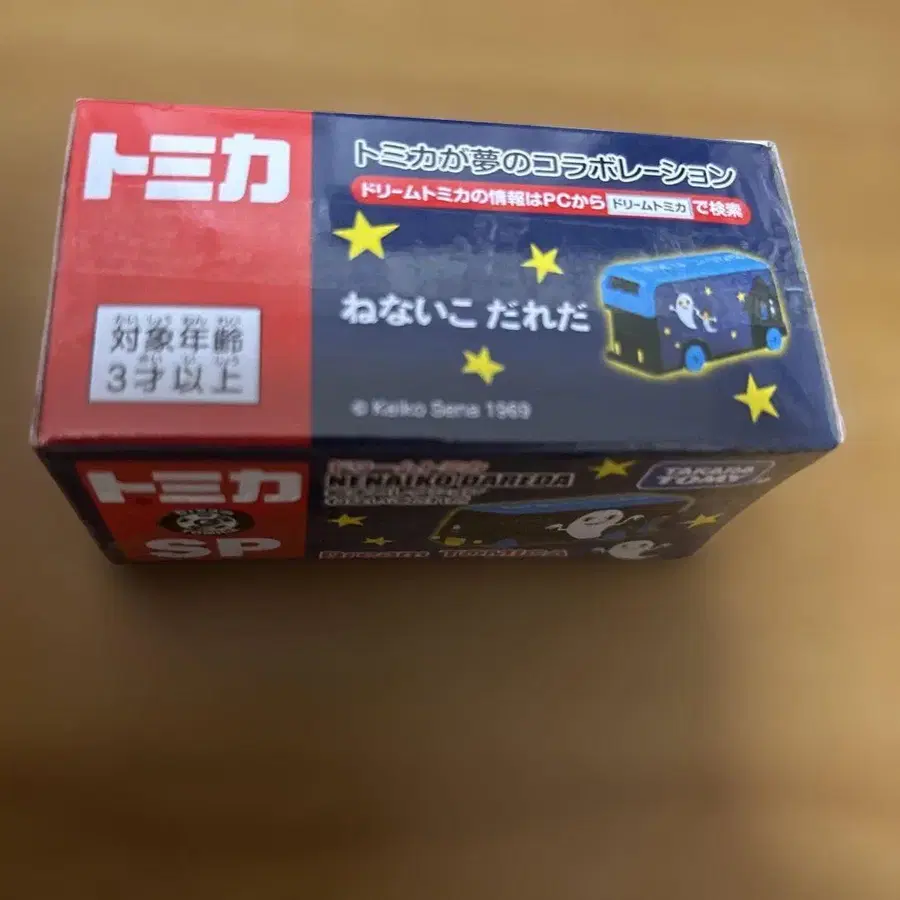 トミカ
対象年齢
3才以上
トミカが夢のコラボレーション
ドリームトミカの情報はPCから ドリームトミカ で検索
ねないこ だれだ
© Keiko Sena 1969
トミカ
SP
NENAIKO DAREDA
TAKARA
TOMY